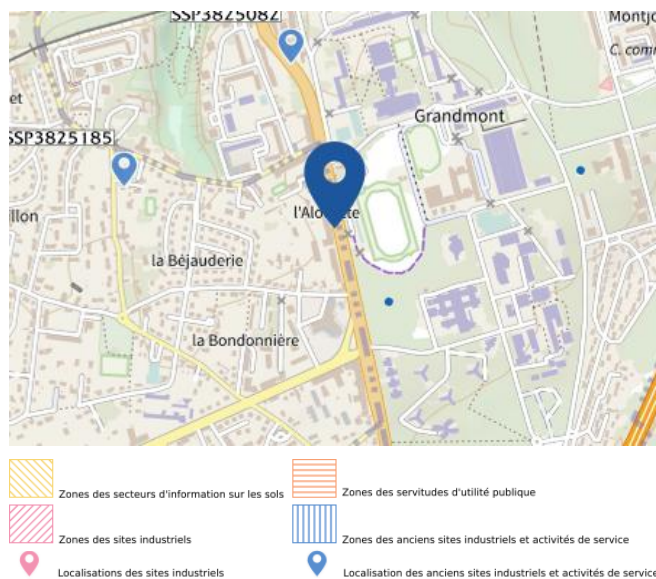 SSP3825082
Montjo
C. comm
et
Grandmont
SSP3825185
llon
la Béjauderie
la Bondonnière
Zones des secteurs d'information sur les sols
Zones des servitudes d'utilité publique
Zones des sites industriels
Zones des anciens sites industriels et activités de service
Localisations des sites industriels
Localisation des anciens sites industriels et activités de service